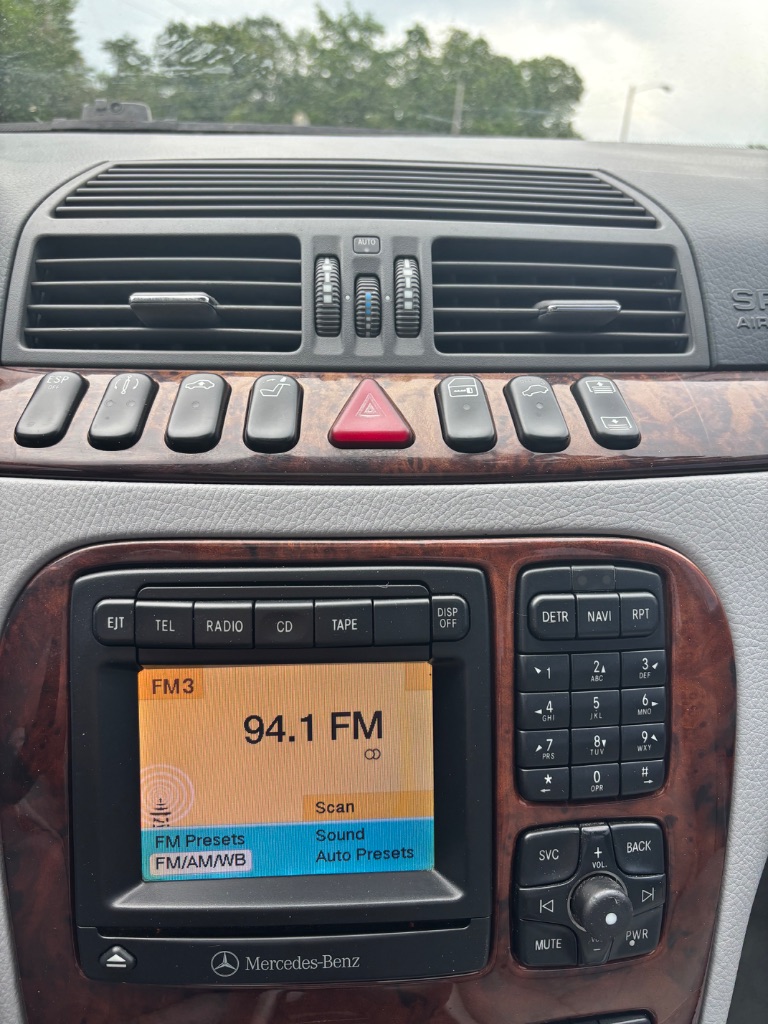 AUTO
ESP
EJT
TEL
RADIO
CD
TAPE
DISP
OFF
FM3
94.1 FM
Scan
FM Presets
Sound
FM/AM/WB
Auto Presets
Mercedes-Benz
DETR
NAVI
RPT
1
2
ABC
3
DEF
4
GHI
5
JKL
6
MNO
7
PRS
8
TUV
9
WXY
*
0
OPR
#
SVC
+
VOL.
BACK
MUTE
PWR